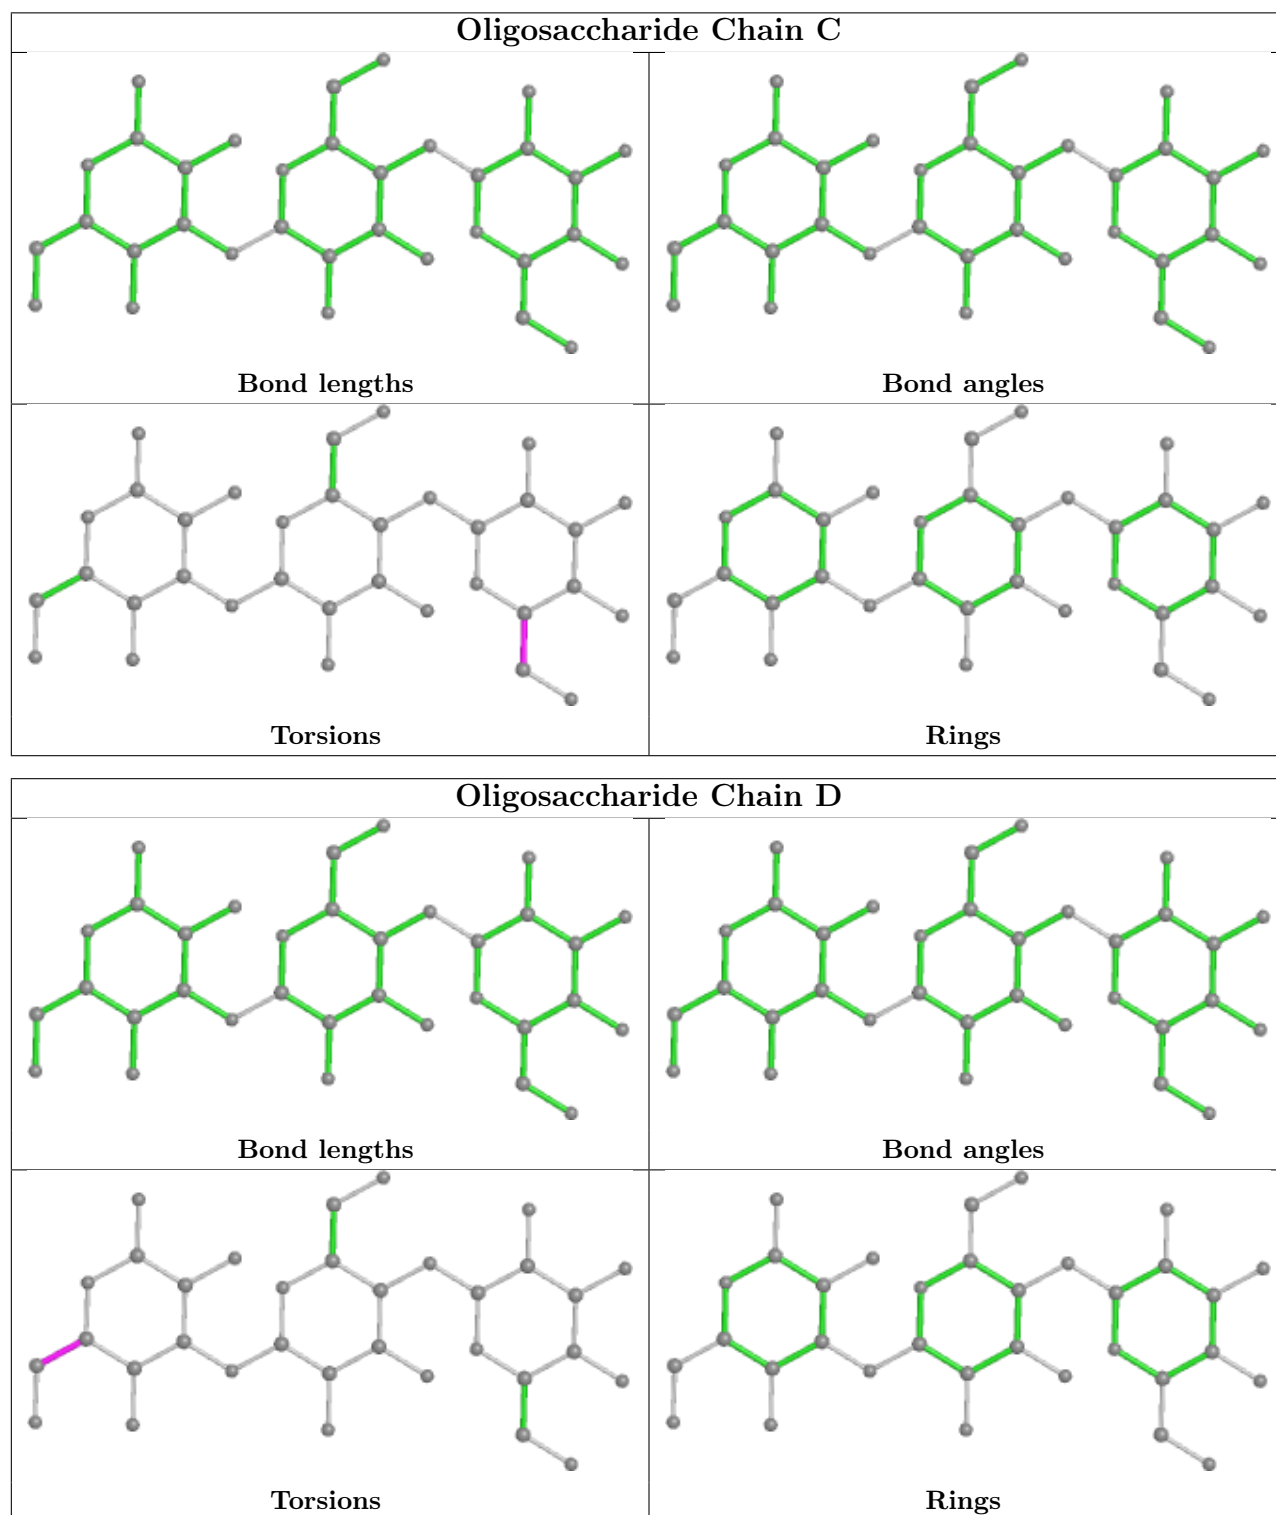 Oligosaccharide Chain C
Bond lengths
Bond angles
Torsions
Rings
Oligosaccharide Chain D
Bond lengths
Bond angles
Torsions
Rings